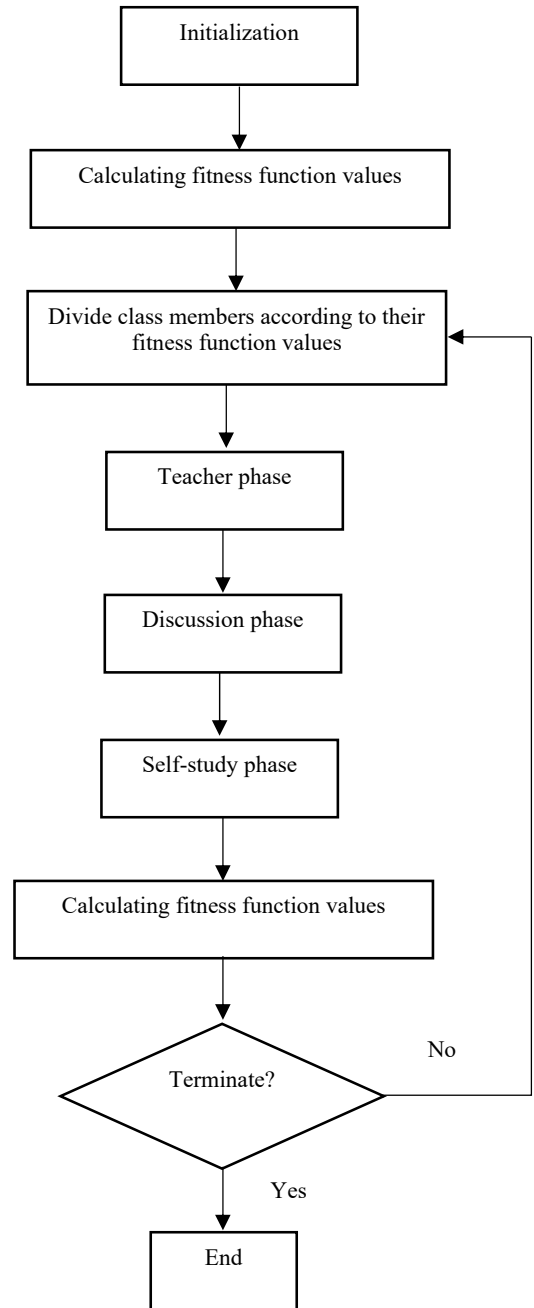 Initialization
Calculating fitness function values
Divide class members according to their
fitness function values
Teacher phase
Discussion phase
Self-study phase
Calculating fitness function values
Terminate?
No
Yes
End